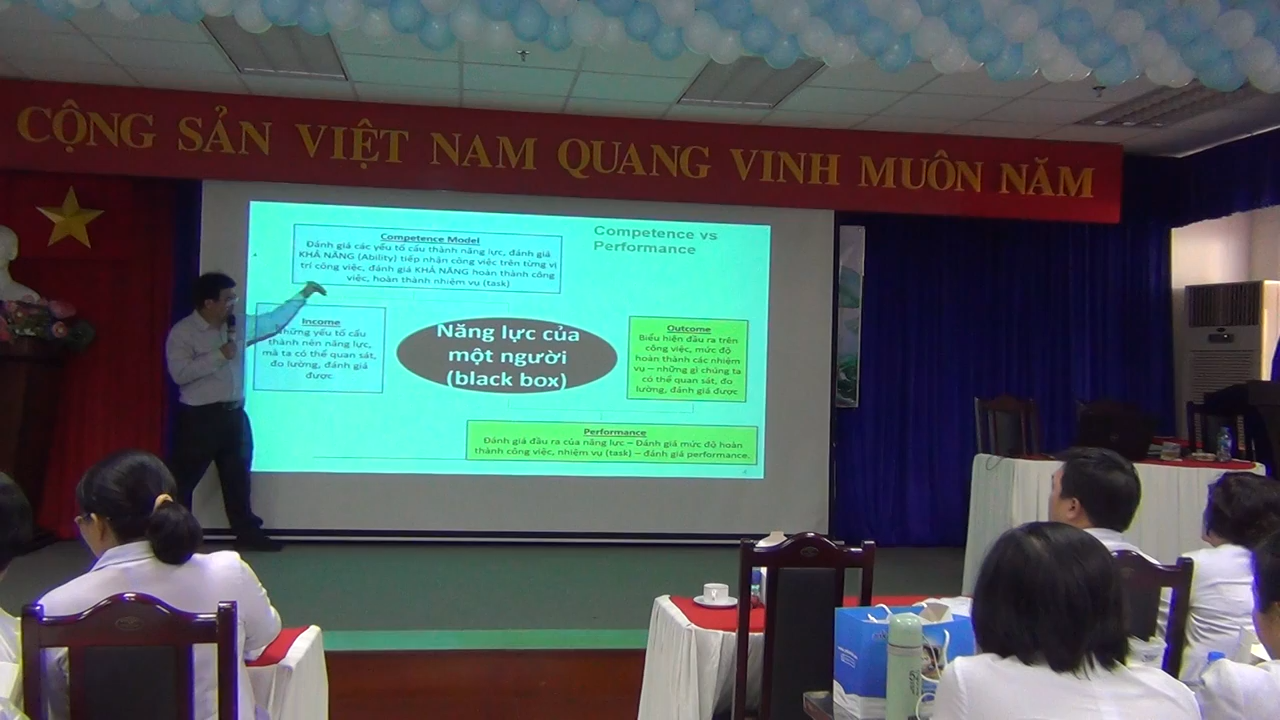 CỘNG SẢN VIỆT NAM QUANG VINH MUÔN NĂM
Competence vs
Performance
Competence Model
Đánh giá các yếu tố cấu thành năng lực, đánh giá
KHẢ NĂNG (Ability) tiếp nhận công việc trên từng vị
trí công việc, đánh giá KHẢ NĂNG hoàn thành công
việc, hoàn thành nhiệm vụ (task)
Income
Những yếu tố cấu
thành nên năng lực,
mà ta có thể quan sát,
đo lường, đánh giá
được
Năng lực của
một người
(black box)
Outcome
Biểu hiện đầu ra trên
công việc, mức độ
hoàn thành các nhiệm
vụ – những gì chúng ta
có thể quan sát, đo
lường, đánh giá được
Performance
Đánh giá đầu ra của năng lực – Đánh giá mức độ hoàn
thành công việc, nhiệm vụ (task) – đánh giá performance.